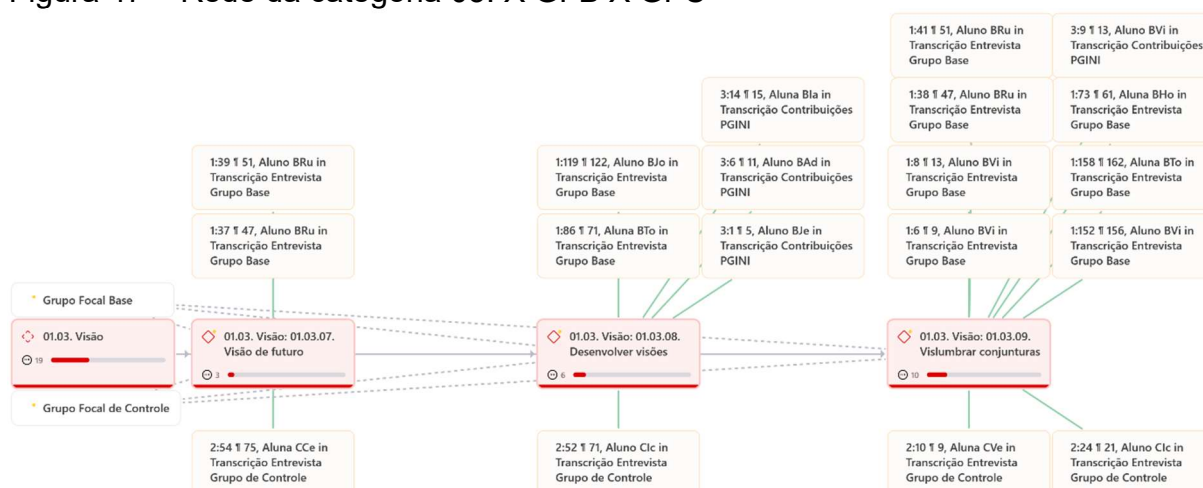 1:41 ¶ 51, Aluno BRu in
Transcrição Entrevista
Grupo Base
3:9 ¶ 13, Aluno BVi in
Transcrição Contribuições
PGINI
3:14 ¶ 15, Aluna BIa in
Transcrição Contribuições
PGINI
1:38 ¶ 47, Aluno BRu in
Transcrição Entrevista
Grupo Base
1:73 ¶ 61, Aluna BHo in
Transcrição Entrevista
Grupo Base
1:39 ¶ 51, Aluno BRu in
Transcrição Entrevista
Grupo Base
1:119 ¶ 122, Aluno BJo in
Transcrição Entrevista
Grupo Base
3:6 ¶ 11, Aluno BAd in
Transcrição Contribuições
PGINI
1:8 ¶ 13, Aluno BVi in
Transcrição Entrevista
Grupo Base
1:158 ¶ 162, Aluna BTo in
Transcrição Entrevista
Grupo Base
1:37 ¶ 47, Aluno BRu in
Transcrição Entrevista
Grupo Base
1:86 ¶ 71, Aluna BTo in
Transcrição Entrevista
Grupo Base
3:1 ¶ 5, Aluno BJe in
Transcrição Contribuições
PGINI
1:6 ¶ 9, Aluno BVi in
Transcrição Entrevista
Grupo Base
1:152 ¶ 156, Aluno BVi in
Transcrição Entrevista
Grupo Base
Grupo Focal Base
01.03. Visão
19
01.03. Visão: 01.03.07.
Visão de futuro
3
01.03. Visão: 01.03.08.
Desenvolver visões
6
01.03. Visão: 01.03.09.
Vislumbrar conjunturas
10
Grupo Focal de Controle
2:54 ¶ 75, Aluna CCe in
Transcrição Entrevista
Grupo de Controle
2:52 ¶ 71, Aluno CIc in
Transcrição Entrevista
Grupo de Controle
2:10 ¶ 9, Aluna CVe in
Transcrição Entrevista
Grupo de Controle
2:24 ¶ 21, Aluno CIc in
Transcrição Entrevista
Grupo de Controle